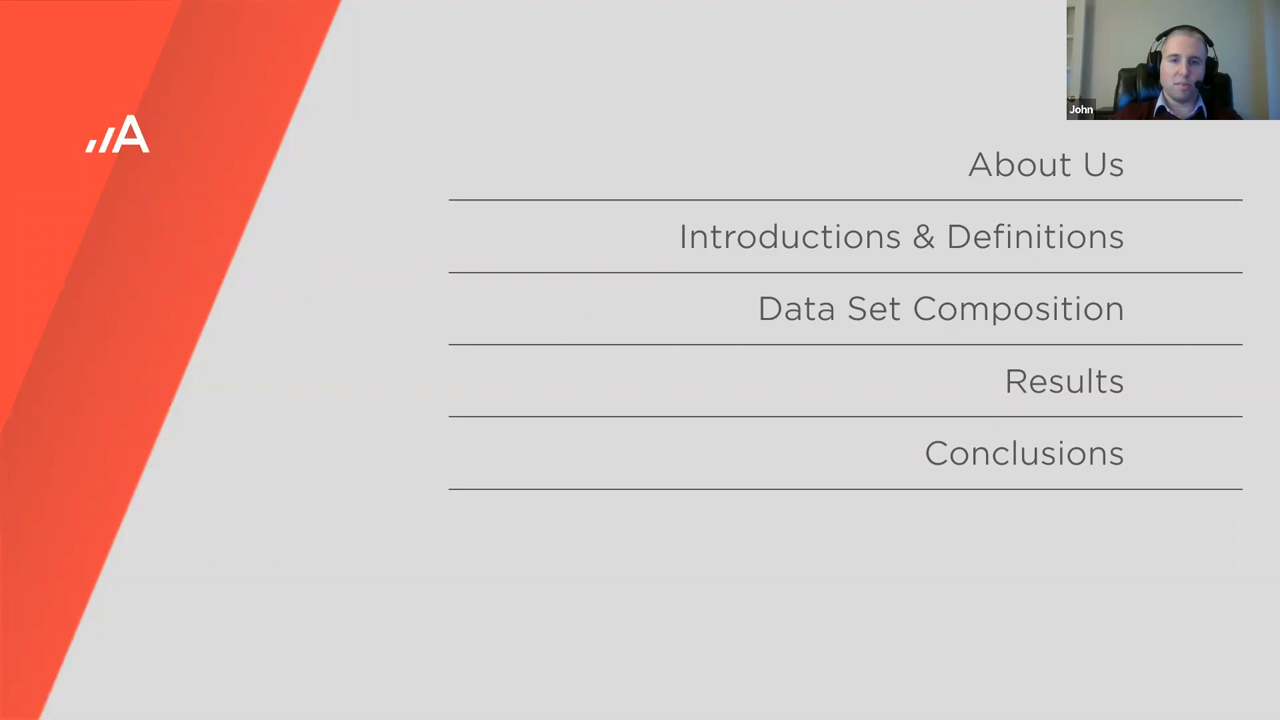 A
John
About Us
Introductions & Definitions
Data Set Composition
Results
Conclusions